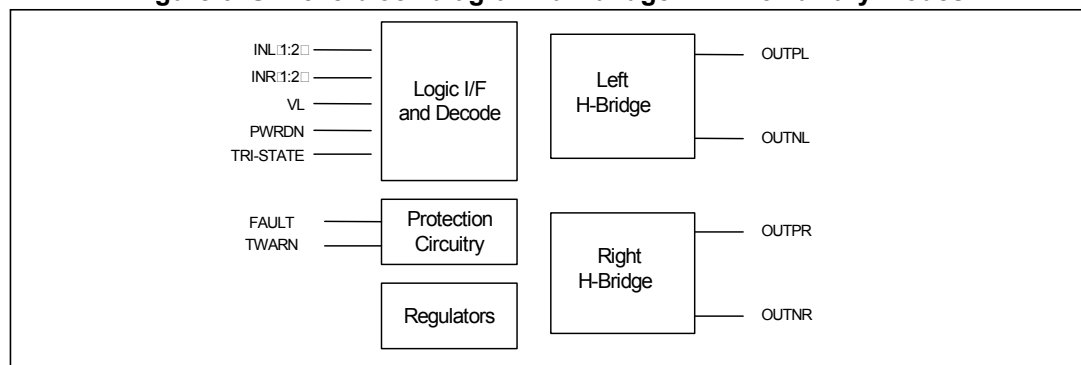 INL□1:2□
INR□1:2□
VL
PWRDN
TRI-STATE
Logic I/F
and Decode
Left
H-Bridge
OUTPL
OUTNL
FAULT
TWARN
Protection
Circuitry
Regulators
Right
H-Bridge
OUTPR
OUTNR